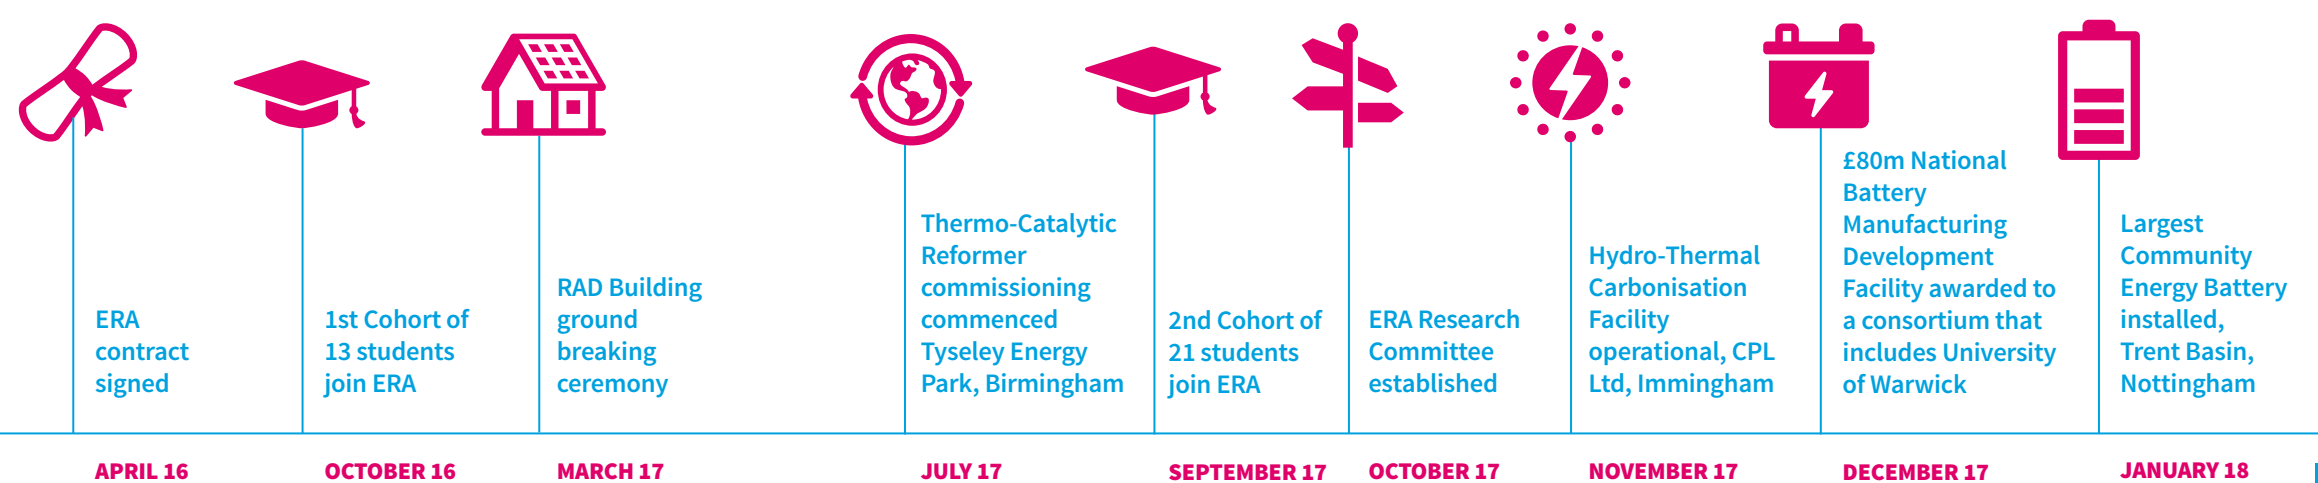 ERA
contract
signed
APRIL 16
1st Cohort of
13 students
join ERA
OCTOBER 16
RAD Building
ground
breaking
ceremony
MARCH 17
Thermo-Catalytic
Reformer
commissioning
commenced
Tyseley Energy
Park, Birmingham
JULY 17
2nd Cohort of
21 students
join ERA
SEPTEMBER 17
ERA Research
Committee
established
OCTOBER 17
Hydro-Thermal
Carbonisation
Facility
operational, CPL
Ltd, Immingham
NOVEMBER 17
£80m National
Battery
Manufacturing
Development
Facility awarded to
a consortium that
includes University
of Warwick
DECEMBER 17
Largest
Community
Energy Battery
installed,
Trent Basin,
Nottingham
JANUARY 18